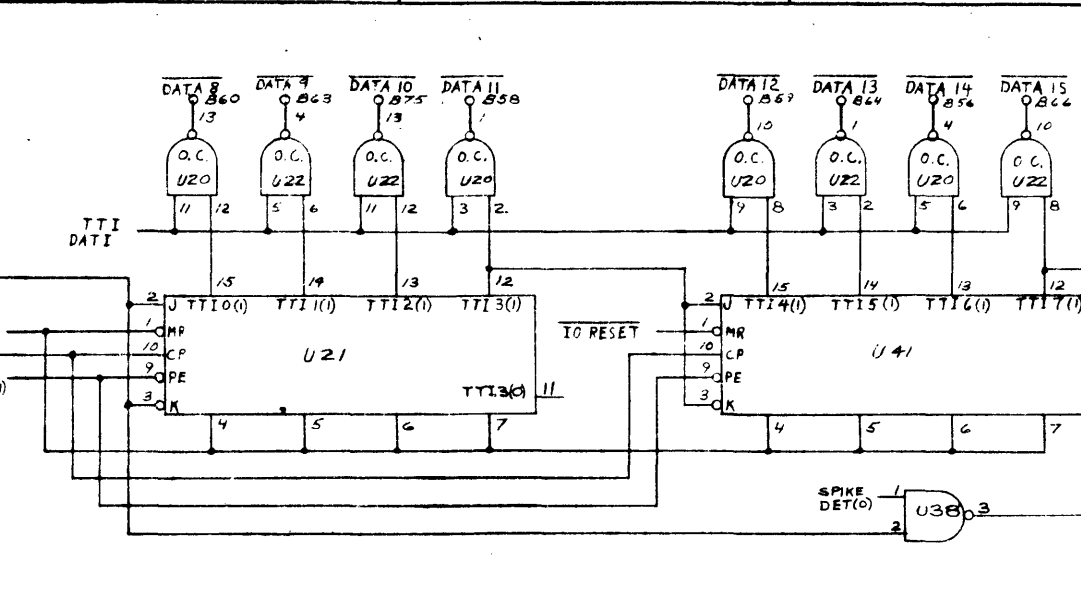 DATA 8 DATA 9 DATA 10 DATA 11 DATA 12 DATA 13 DATA 14 DATA 15
B60 B63 B75 B58 B59 B64 B56 B66
13 4 13 1 10 1 4 10
O.C. O.C. O.C. O.C. O.C. O.C. O.C. O.C.
U20 U22 U22 U20 U20 U22 U20 U22
11 12 5 6 11 12 3 2 9 8 3 2 5 6 9 8
TTI
DATI
15 14 13 12 15 14 13 12
2 J TTI0(1) TTI1(1) TTI2(1) TTI3(1)
1 MR
10 CP
9 PE
3 K
U21
TTI3(0) 11
4 5 6 7
IO RESET
2 J TTI4(1) TTI5(1) TTI6(1) TTI7(1)
1 MR
10 CP
9 PE
3 K
U41
4 5 6 7
SPIKE
DET(0)
1
2
U38
3